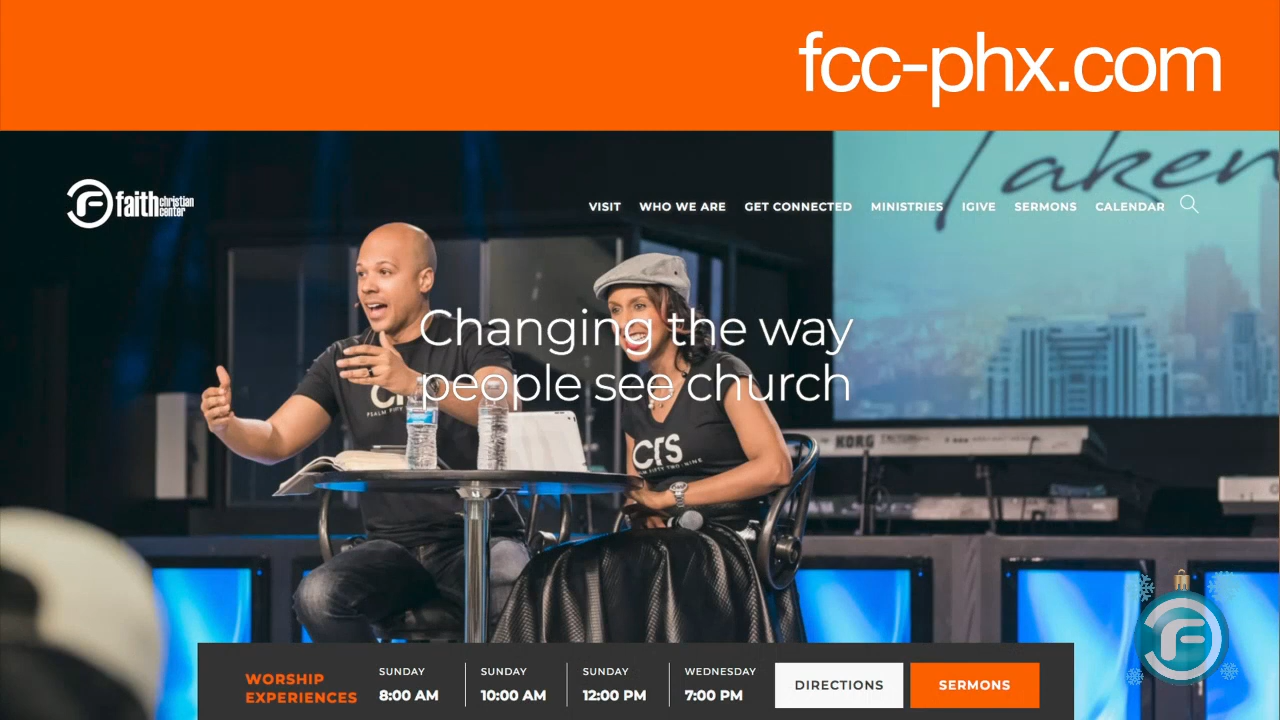 fcc-phx.com
Taken
faith christian center
VISIT WHO WE ARE GET CONNECTED MINISTRIES IGIVE SERMONS CALENDAR
Changing the way
people see church
CTS
KORG
WORSHIP
EXPERIENCES
SUNDAY
8:00 AM
SUNDAY
10:00 AM
SUNDAY
12:00 PM
WEDNESDAY
7:00 PM
DIRECTIONS
SERMONS